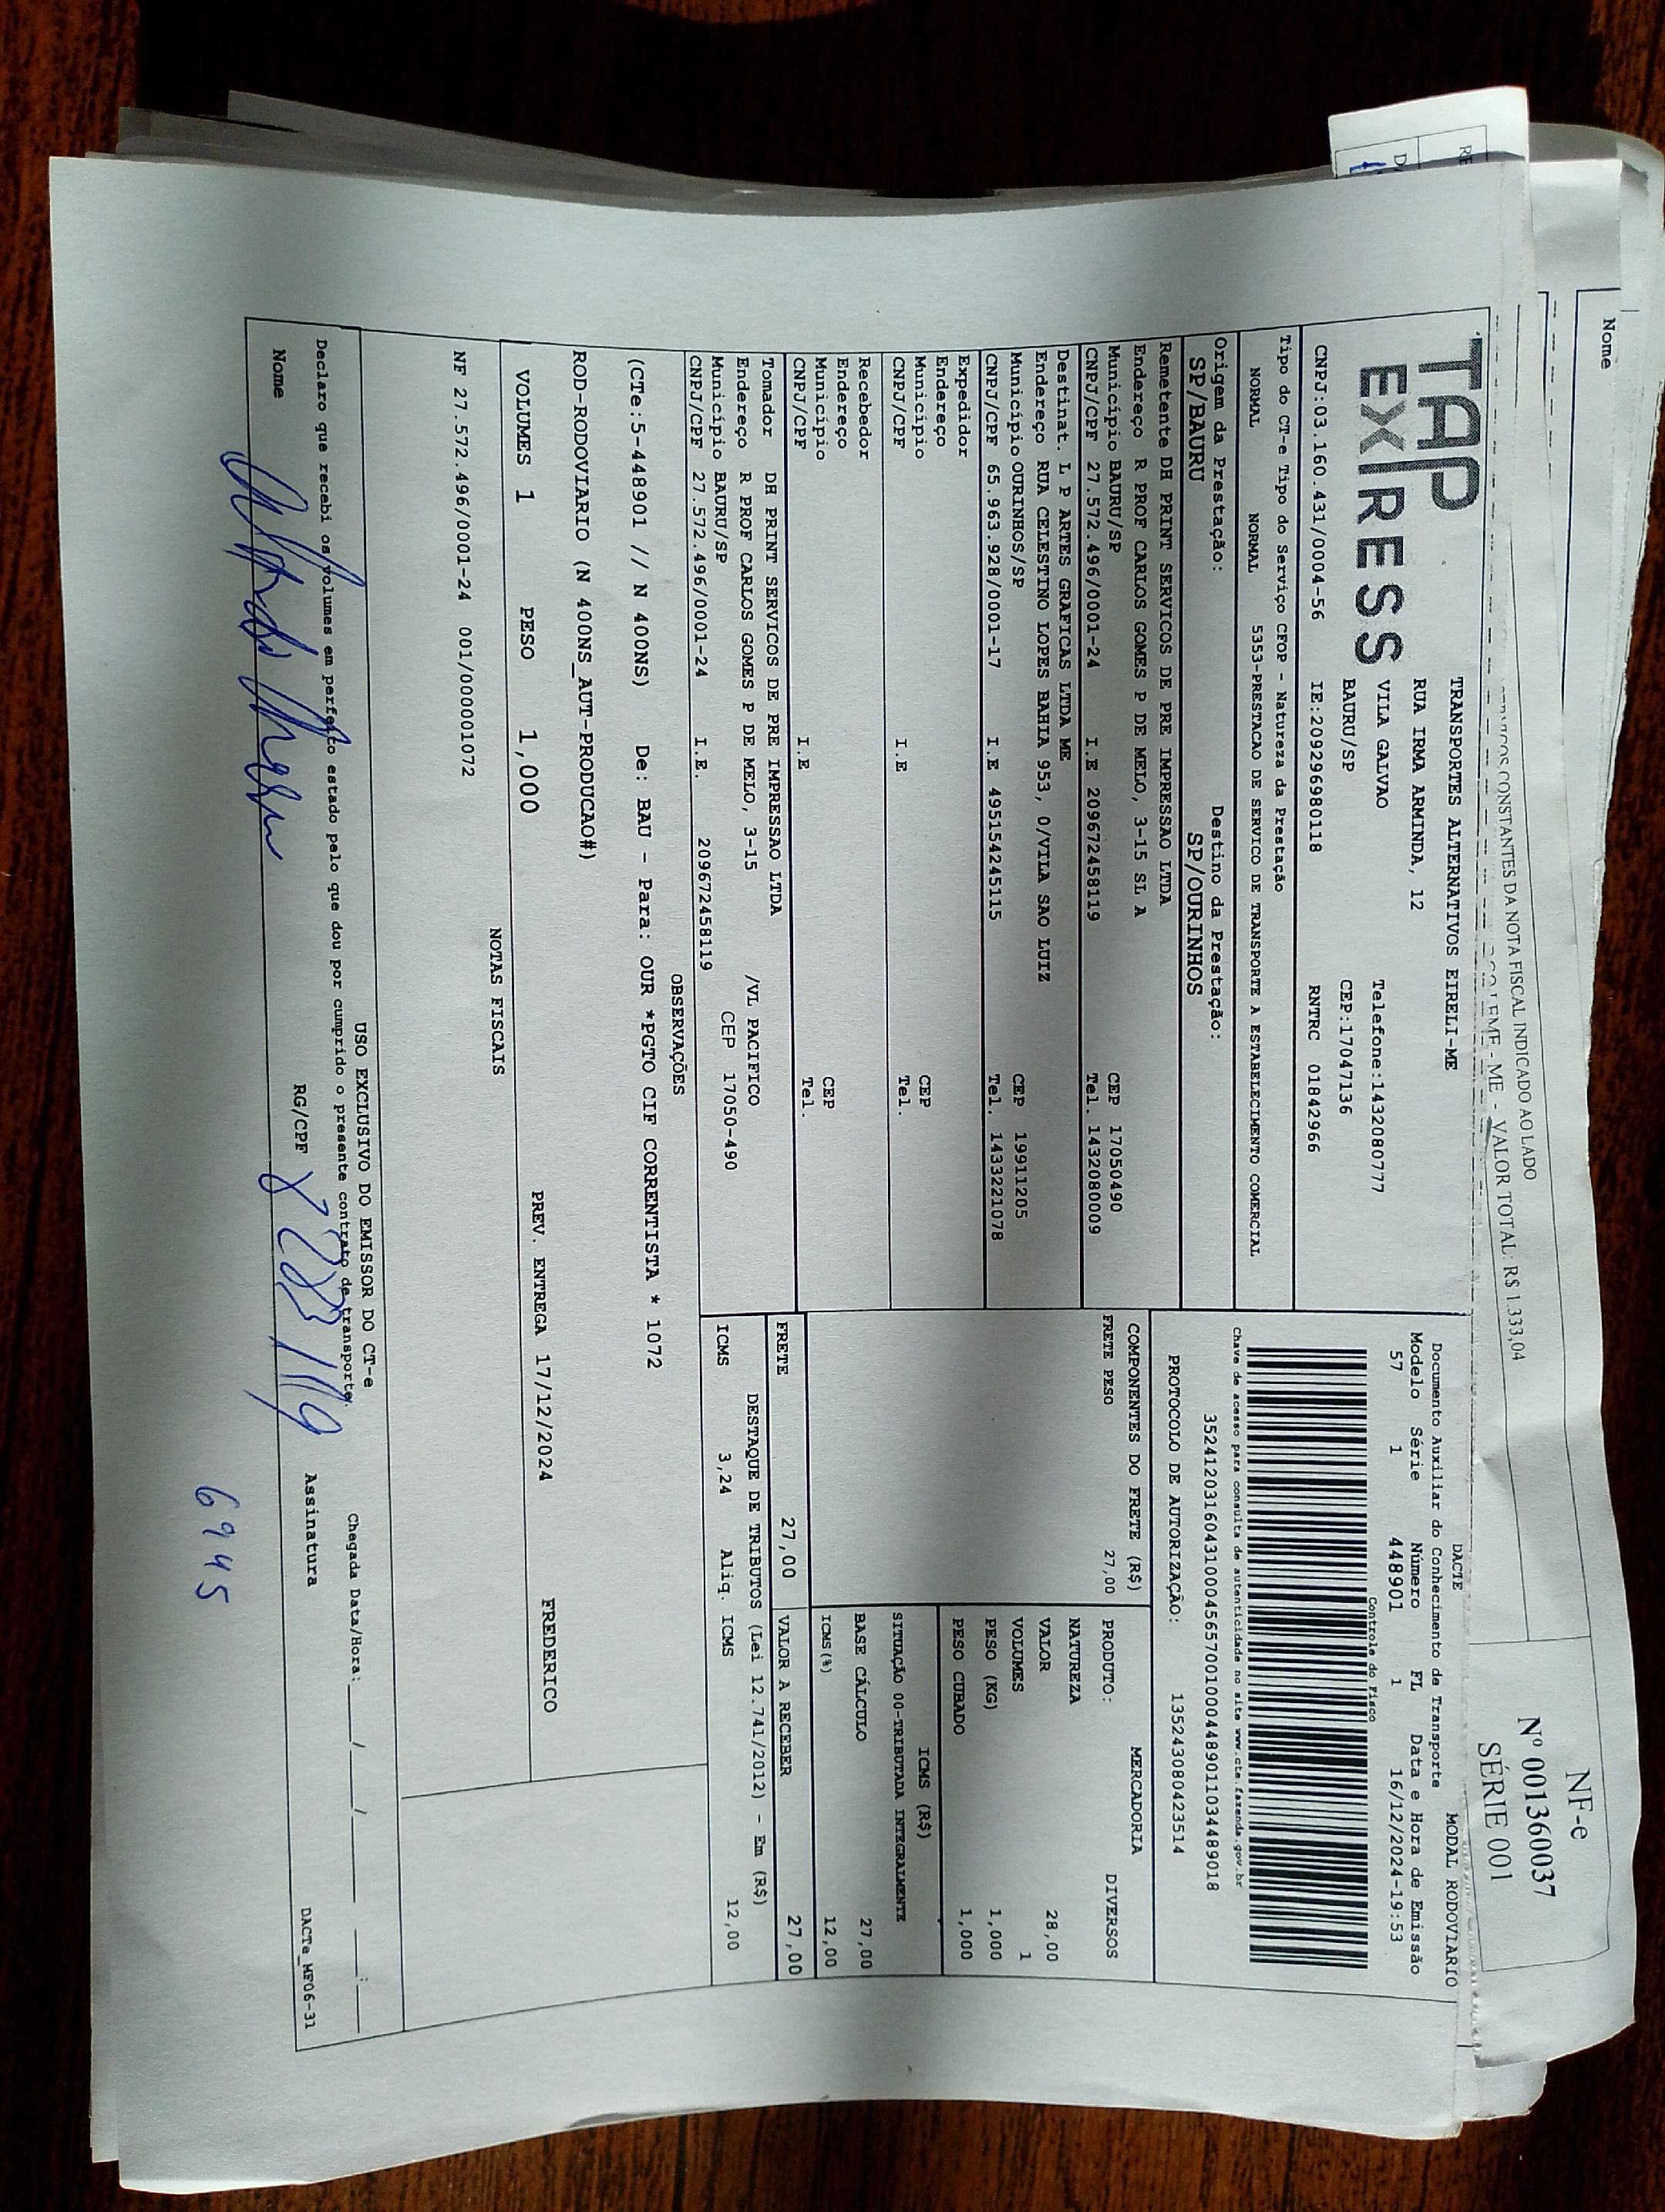 Nome
RE
SERVIÇOS CONSTANTES DA NOTA FISCAL INDICADO AO LADO
LEME - ME - VALOR TOTAL: R$ 1.333,04
NF-e
Nº 001360037
SÉRIE 001
TAP
EXPRESS
TRANSPORTES ALTERNATIVOS EIRELI-ME
RUA IRMA ARMINDA, 12
VILA GALVAO Telefone:1432080777
BAURU/SP CEP:17047136
CNPJ:03.160.431/0004-56 IE:209296980118 RNTRC 01842966
DACTE MODAL RODOVIARIO
Documento Auxiliar do Conhecimento de Transporte
Modelo Série Número FL Data e Hora de Emissão
57 1 448901 1 16/12/2024-19:53
Controle do Fisco
Tipo do CT-e Tipo do Serviço CFOP - Natureza da Prestação
NORMAL NORMAL 5353-PRESTACAO DE SERVICO DE TRANSPORTE A ESTABELECIMENTO COMERCIAL
Chave de acesso para consulta de autenticidade no site www.cte.fazenda.gov.br
35241203160431000456570010004489011034489018
Origem da Prestação: Destino da Prestação:
SP/BAURU SP/OURINHOS
PROTOCOLO DE AUTORIZAÇÃO: 135243080423514
Remetente DH PRINT SERVICOS DE PRE IMPRESSAO LTDA
Endereço R PROF CARLOS GOMES P DE MELO, 3-15 SL A
Município BAURU/SP CEP 17050490
CNPJ/CPF 27.572.496/0001-24 I.E 209672458119 Tel. 1432080009
Destinat. L P ARTES GRAFICAS LTDA ME
Endereço RUA CELESTINO LOPES BAHIA 953, 0/VILA SAO LUIZ
Município OURINHOS/SP CEP 19911205
CNPJ/CPF 65.963.928/0001-17 I.E 495154245115 Tel. 1433221078
Expedidor
Endereço
Município CEP
CNPJ/CPF I.E Tel.
Recebedor
Endereço
Município CEP
CNPJ/CPF I.E Tel.
Tomador DH PRINT SERVICOS DE PRE IMPRESSAO LTDA
Endereço R PROF CARLOS GOMES P DE MELO, 3-15 /VL PACIFICO
Município BAURU/SP CEP 17050-490
CNPJ/CPF 27.572.496/0001-24 I.E. 209672458119
COMPONENTES DO FRETE (R$)
FRETE PESO 27,00
MERCADORIA
PRODUTO: DIVERSOS
NATUREZA
VALOR 28,00
VOLUMES 1
PESO (KG) 1,000
PESO CUBADO 1,000
ICMS (R$)
SITUAÇÃO 00-TRIBUTADA INTEGRALMENTE
BASE CÁLCULO 27,00
ICMS(%) 12,00
FRETE 27,00 VALOR A RECEBER 27,00
DESTAQUE DE TRIBUTOS (Lei 12.741/2012) - Em (R$)
ICMS 3,24 Aliq. ICMS 12,00
OBSERVAÇÕES
(CTe:5-448901 // N 400NS) De: BAU - Para: OUR *PGTO CIF CORRENTISTA * 1072
ROD-RODOVIARIO (N 400NS_AUT-PRODUCAO#)
VOLUMES 1 PESO 1,000 PREV. ENTREGA 17/12/2024 FREDERICO
NOTAS FISCAIS
NF 27.572.496/0001-24 001/000001072
USO EXCLUSIVO DO EMISSOR DO CT-e
Declaro que recebi os volumes em perfeito estado pelo que dou por cumprido o presente contrato de transporte. Chegada Data/Hora: ___/___/___ ___:___
Nome RG/CPF Assinatura
DACTe_MF06-31
6945